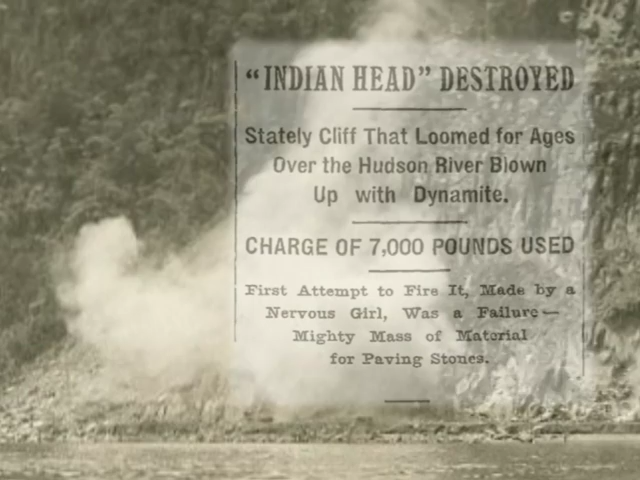 "INDIAN HEAD" DESTROYED
Stately Cliff That Loomed for Ages
Over the Hudson River Blown
Up with Dynamite.
CHARGE OF 7,000 POUNDS USED
First Attempt to Fire It, Made by a
Nervous Girl, Was a Failure—
Mighty Mass of Material
for Paving Stones.